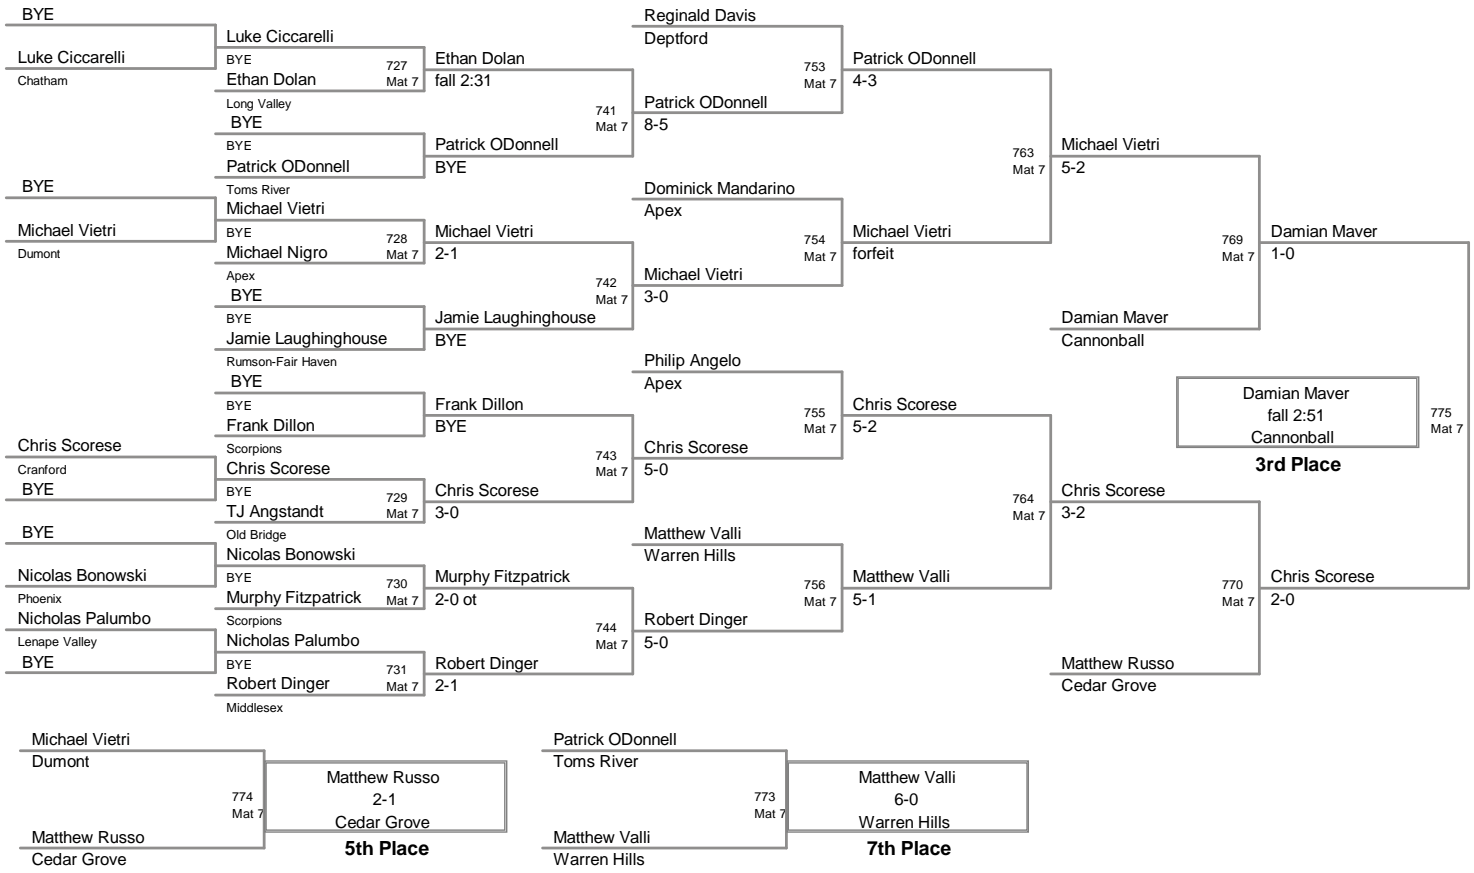 BYE
Luke Ciccarelli
Chatham
BYE
Michael Vietri
Dumont
Chris Scorese
Cranford
BYE
BYE
Nicolas Bonowski
Phoenix
Nicholas Palumbo
Lenape Valley
BYE
Luke Ciccarelli
BYE
Ethan Dolan
Long Valley
727
Mat 7
BYE
BYE
Patrick ODonnell
Toms River
Michael Vietri
BYE
Michael Nigro
Apex
728
Mat 7
BYE
BYE
Jamie Laughinghouse
Rumson-Fair Haven
BYE
BYE
Frank Dillon
Scorpions
Chris Scorese
BYE
TJ Angstandt
Old Bridge
729
Mat 7
Nicolas Bonowski
BYE
Murphy Fitzpatrick
Scorpions
730
Mat 7
Nicholas Palumbo
BYE
Robert Dinger
Middlesex
731
Mat 7
Ethan Dolan
fall 2:31
Patrick ODonnell
BYE
741
Mat 7
Michael Vietri
2-1
Jamie Laughinghouse
BYE
742
Mat 7
Frank Dillon
BYE
Chris Scorese
3-0
743
Mat 7
Murphy Fitzpatrick
2-0 ot
Robert Dinger
2-1
744
Mat 7
Reginald Davis
Deptford
Patrick ODonnell
8-5
753
Mat 7
Dominick Mandarino
Apex
Michael Vietri
3-0
754
Mat 7
Philip Angelo
Apex
Chris Scorese
5-0
755
Mat 7
Matthew Valli
Warren Hills
Robert Dinger
5-0
756
Mat 7
Patrick ODonnell
4-3
Michael Vietri
forfeit
763
Mat 7
Chris Scorese
5-2
Matthew Valli
5-1
764
Mat 7
Michael Vietri
5-2
Damian Maver
Cannonball
769
Mat 7
Chris Scorese
3-2
Matthew Russo
Cedar Grove
770
Mat 7
Damian Maver
1-0
Chris Scorese
2-0
775
Mat 7
Damian Maver
fall 2:51
Cannonball
3rd Place
Michael Vietri
Dumont
Matthew Russo
Cedar Grove
774
Mat 7
Matthew Russo
2-1
Cedar Grove
5th Place
Patrick ODonnell
Toms River
Matthew Valli
Warren Hills
773
Mat 7
Matthew Valli
6-0
Warren Hills
7th Place